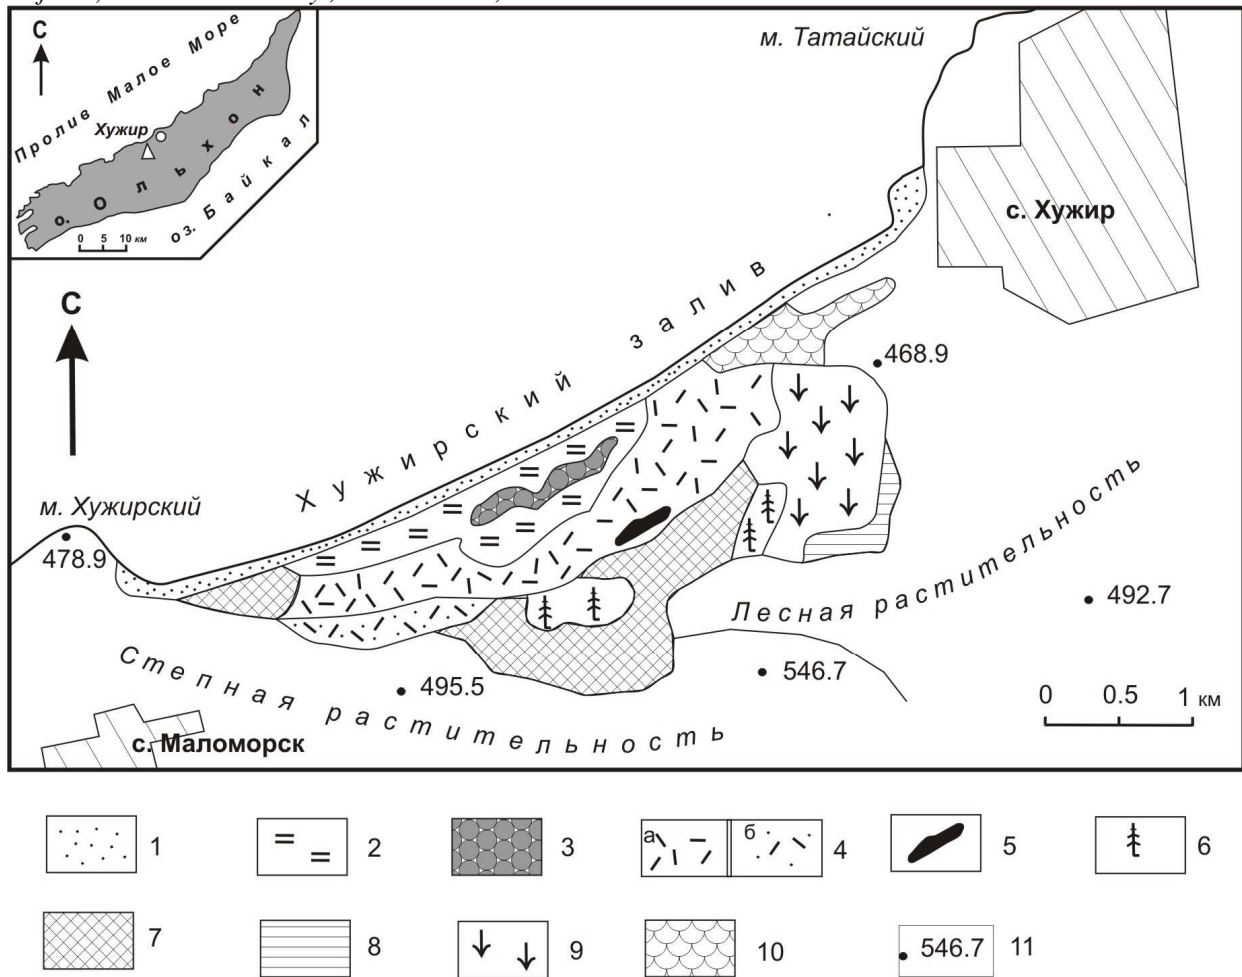 С
Пролив Малое Море
Хужир
о. Ольхон
оз. Байкал
0 5 10 км
м. Татайский
с. Хужир
С
Хужирский залив
468.9
м. Хужирский
478.9
Лесная растительность
492.7
546.7
495.5
Степная растительность
0 0.5 1 км
с. Маломорск
1
2
3
а б 4
5
6
7
8
9
10
546.7 11